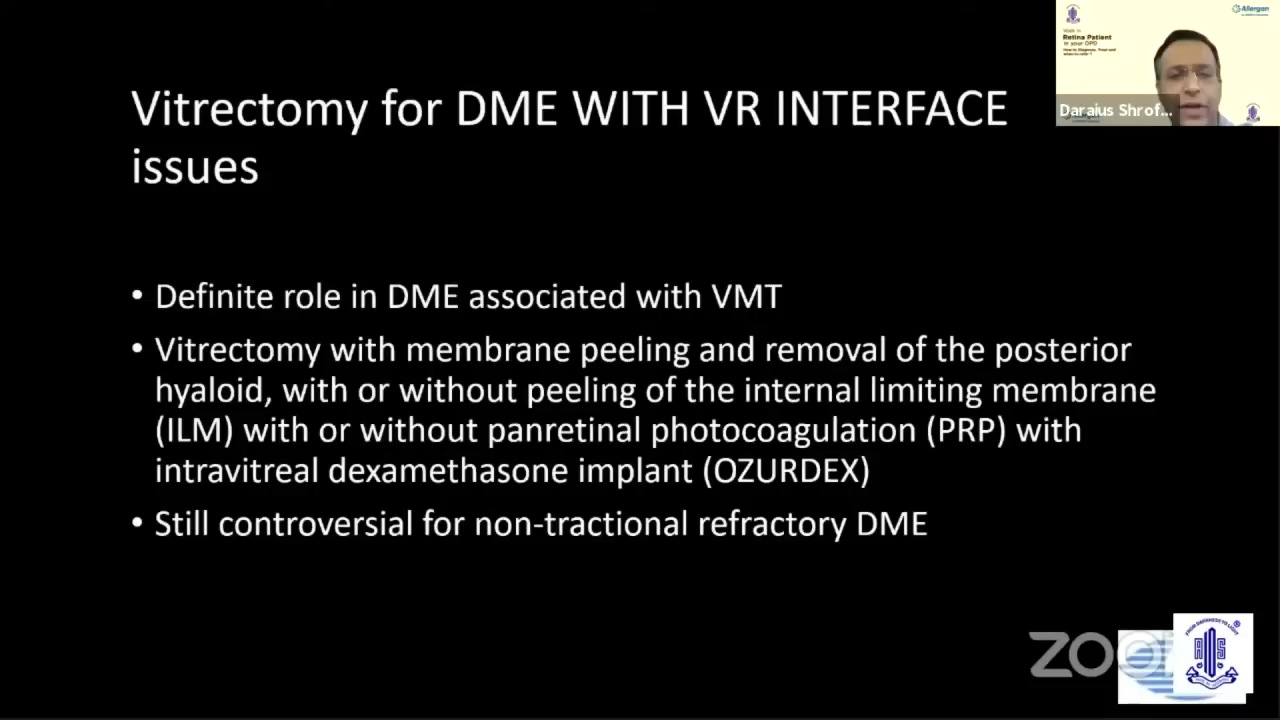 Vitrectomy for DME WITH VR INTERFACE
issues
• Definite role in DME associated with VMT
• Vitrectomy with membrane peeling and removal of the posterior
hyaloid, with or without peeling of the internal limiting membrane
(ILM) with or without panretinal photocoagulation (PRP) with
intravitreal dexamethasone implant (OZURDEX)
• Still controversial for non-tractional refractory DME
Allergan
Retina Patient
in your OPD
Daraius Shrof...
ZOO